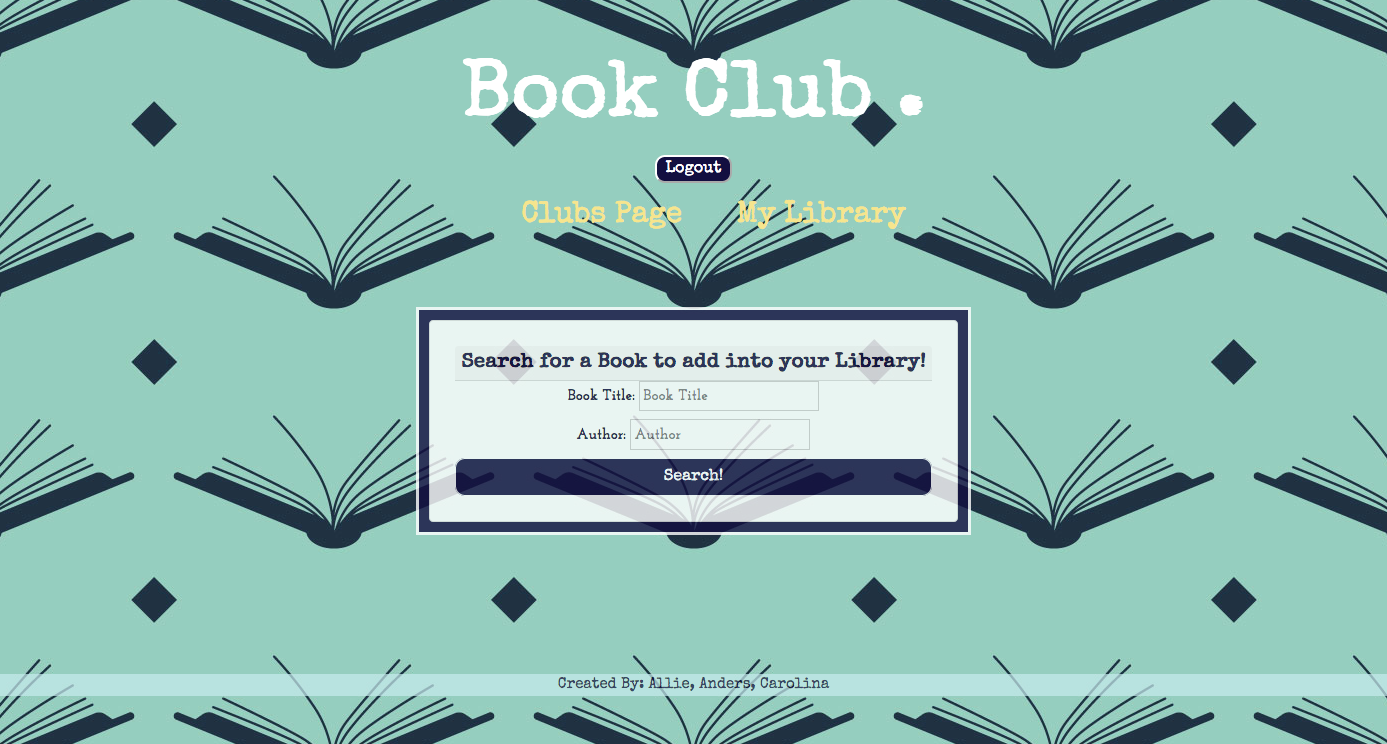 Book Club .
Logout
Clubs Page My Library
Search for a Book to add into your Library!
Book Title: Book Title
Author: Author
Search!
Created By: Allie, Anders, Carolina